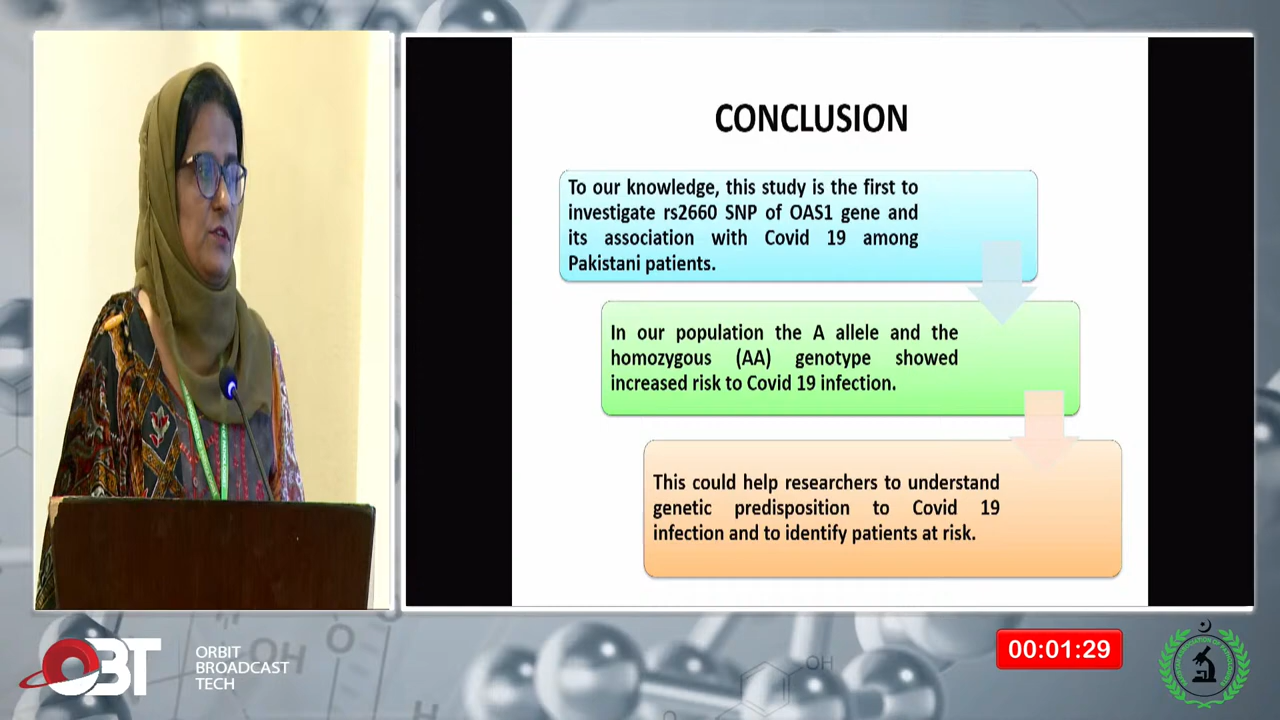 CONCLUSION
To our knowledge, this study is the first to
investigate rs2660 SNP of OAS1 gene and
its association with Covid 19 among
Pakistani patients.
In our population the A allele and the
homozygous (AA) genotype showed
increased risk to Covid 19 infection.
This could help researchers to understand
genetic predisposition to Covid 19
infection and to identify patients at risk.
OBT
ORBIT
BROADCAST
TECH
00:01:29
OH
O
OH
H